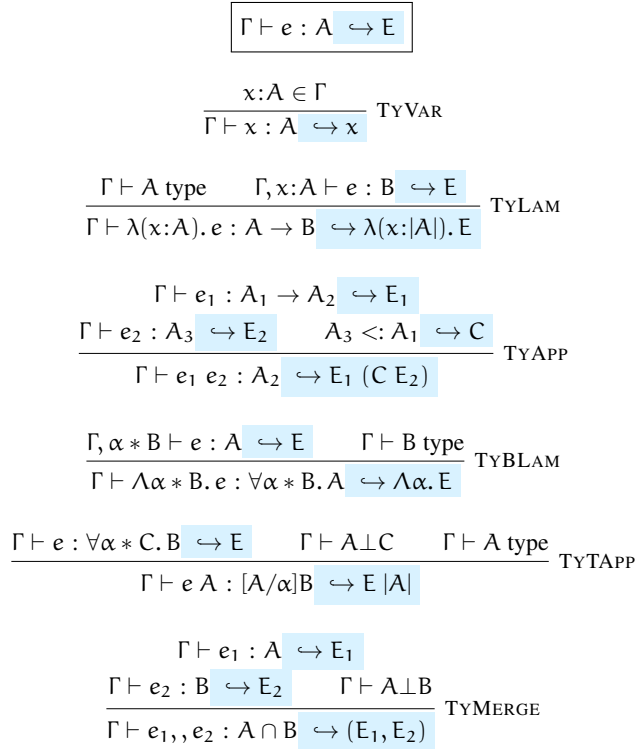 Γ ⊢ e : A ↪ E
x:A ∈ Γ
Γ ⊢ x : A ↪ x TYVAR
Γ ⊢ A type Γ, x:A ⊢ e : B ↪ E
Γ ⊢ λ(x:A). e : A → B ↪ λ(x:|A|). E TYLAM
Γ ⊢ e₁ : A₁ → A₂ ↪ E₁
Γ ⊢ e₂ : A₃ ↪ E₂ A₃ <: A₁ ↪ C
Γ ⊢ e₁ e₂ : A₂ ↪ E₁ (C E₂) TYAPP
Γ, α ∗ B ⊢ e : A ↪ E Γ ⊢ B type
Γ ⊢ Λα ∗ B. e : ∀α ∗ B. A ↪ Λα. E TYBLAM
Γ ⊢ e : ∀α ∗ C. B ↪ E Γ ⊢ A⊥C Γ ⊢ A type
Γ ⊢ e A : [A/α]B ↪ E |A| TYTAPP
Γ ⊢ e₁ : A ↪ E₁
Γ ⊢ e₂ : B ↪ E₂ Γ ⊢ A⊥B
Γ ⊢ e₁,, e₂ : A ∩ B ↪ (E₁, E₂) TYMERGE